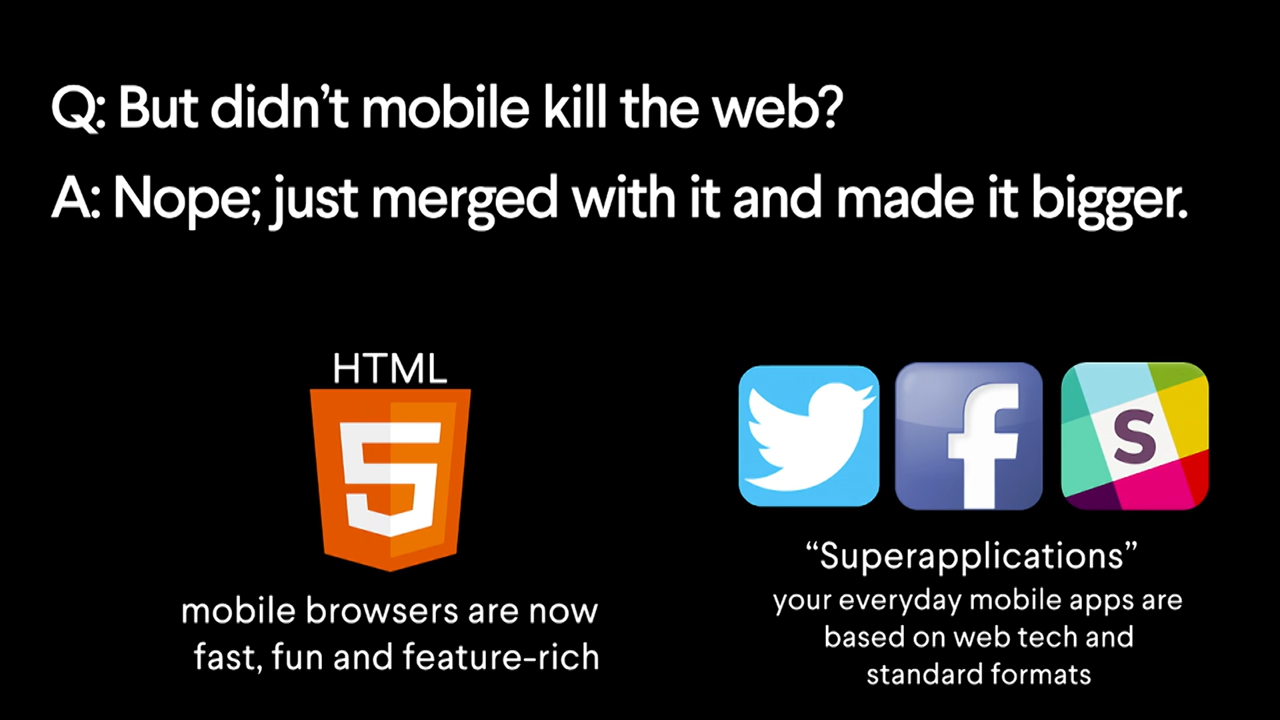 Q: But didn’t mobile kill the web?
A: Nope; just merged with it and made it bigger.
HTML
5
f
S
mobile browsers are now
fast, fun and feature-rich
“Superapplications”
your everyday mobile apps are
based on web tech and
standard formats